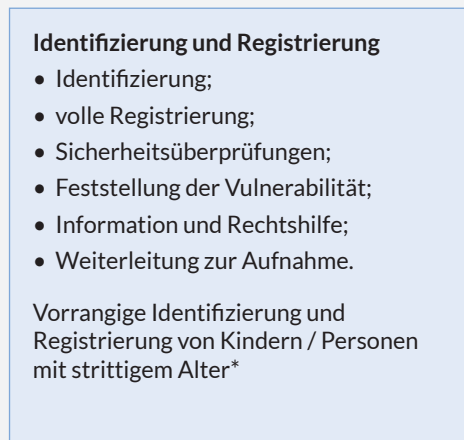 Identifizierung und Registrierung
• Identifizierung;
• volle Registrierung;
• Sicherheitsüberprüfungen;
• Feststellung der Vulnerabilität;
• Information und Rechtshilfe;
• Weiterleitung zur Aufnahme.
Vorrangige Identifizierung und
Registrierung von Kindern / Personen
mit strittigem Alter*